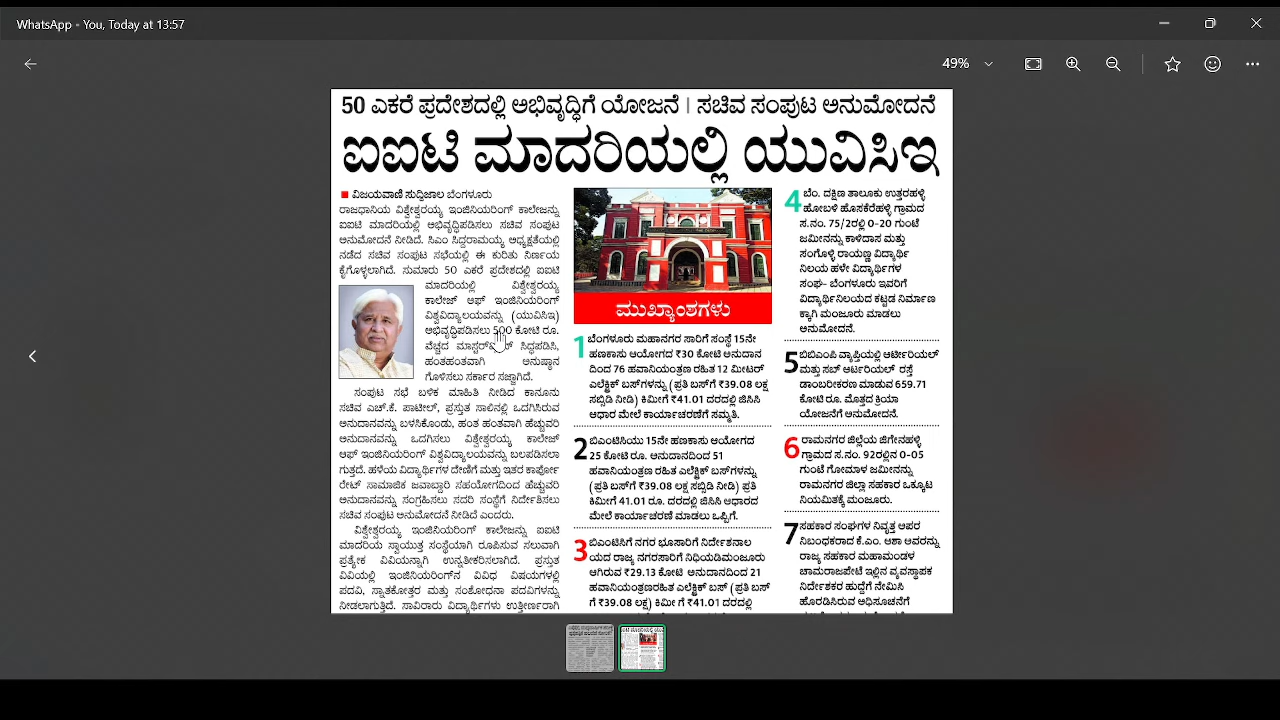 WhatsApp - You, Today at 13:57
49%
50 ಎಕರೆ ಪ್ರದೇಶದಲ್ಲಿ ಅಭಿವೃದ್ಧಿಗೆ ಯೋಜನೆ | ಸಚಿವ ಸಂಪುಟ ಅನುಮೋದನೆ
ಐಐಟಿ ಮಾದರಿಯಲ್ಲಿ ಯುವಿಸಿಇ
ವಿಜಯವಾಣಿ ಸುದ್ದಿಜಾಲ ಬೆಂಗಳೂರು
ರಾಜಧಾನಿಯ ವಿಶ್ವೇಶ್ವರಯ್ಯ ಇಂಜಿನಿಯರಿಂಗ್ ಕಾಲೇಜನ್ನು
ಐಐಟಿ ಮಾದರಿಯಲ್ಲಿ ಅಭಿವೃದ್ಧಿಪಡಿಸಲು ಸಚಿವ ಸಂಪುಟ
ಅನುಮೋದನೆ ನೀಡಿದೆ. ಸಿಎಂ ಸಿದ್ದರಾಮಯ್ಯ ಅಧ್ಯಕ್ಷತೆಯಲ್ಲಿ
ನಡೆದ ಸಚಿವ ಸಂಪುಟ ಸಭೆಯಲ್ಲಿ ಈ ಕುರಿತು ನಿರ್ಣಯ
ಕೈಗೊಳ್ಳಲಾಗಿದೆ. ಸುಮಾರು 50 ಎಕರೆ ಪ್ರದೇಶದಲ್ಲಿ ಐಐಟಿ
ಮಾದರಿಯಲ್ಲಿ ವಿಶ್ವೇಶ್ವರಯ್ಯ
ಕಾಲೇಜ್ ಆಫ್ ಇಂಜಿನಿಯರಿಂಗ್
ವಿಶ್ವವಿದ್ಯಾಲಯವನ್ನು (ಯುವಿಸಿಇ)
ಅಭಿವೃದ್ಧಿಪಡಿಸಲು 500 ಕೋಟಿ ರೂ.
ವೆಚ್ಚದ ಸಿದ್ಧಪಡಿಸಿ,
ಹಂತಹಂತವಾಗಿ ಅನುಷ್ಠಾನ
ಗೊಳಿಸಲು ಸರ್ಕಾರ ಸಜ್ಜಾಗಿದೆ.
ಸಂಪುಟ ಸಭೆ ಬಳಿಕ ಮಾಹಿತಿ ನೀಡಿದ ಕಾನೂನು
ಸಚಿವ ಎಚ್.ಕೆ. ಪಾಟೀಲ್, ಪ್ರಸ್ತುತ ಸಾಲಿನಲ್ಲಿ ಒದಗಿಸಿರುವ
ಅನುದಾನವನ್ನು ಬಳಸಿಕೊಂಡು, ಹಂತ ಹಂತವಾಗಿ ಹೆಚ್ಚುವರಿ
ಅನುದಾನವನ್ನು ಒದಗಿಸಲು ವಿಶ್ವೇಶ್ವರಯ್ಯ ಕಾಲೇಜ್
ಆಫ್ ಇಂಜಿನಿಯರಿಂಗ್ ವಿಶ್ವವಿದ್ಯಾಲಯವನ್ನು ಬಲಪಡಿಸಲಾ
ಗುತ್ತದೆ. ಹಳೆಯ ವಿದ್ಯಾರ್ಥಿಗಳ ದೇಣಿಗೆ ಮತ್ತು ಇತರ ಕಾರ್ಪೋ
ರೇಟ್ ಸಾಮಾಜಿಕ ಜವಾಬ್ದಾರಿ ಸಹಯೋಗದಿಂದ ಹೆಚ್ಚುವರಿ
ಅನುದಾನವನ್ನು ಸಂಗ್ರಹಿಸಲು ಸದರಿ ಸಂಸ್ಥೆಗೆ ನಿರ್ದೇಶಿಸಲು
ಸಚಿವ ಸಂಪುಟ ಅನುಮೋದನೆ ನೀಡಿದೆ ಎಂದರು.
ವಿಶ್ವೇಶ್ವರಯ್ಯ ಇಂಜಿನಿಯರಿಂಗ್ ಕಾಲೇಜನ್ನು ಐಐಟಿ
ಮಾದರಿಯ ಸ್ವಾಯುತ್ತ ಸಂಸ್ಥೆಯಾಗಿ ರೂಪಿಸುವ ಸಲುವಾಗಿ
ಪ್ರತ್ಯೇಕ ವಿವಿಯನ್ನಾಗಿ ಉನ್ನತೀಕರಿಸಲಾಗಿದೆ. ಪ್ರಸ್ತುತ
ವಿವಿಯಲ್ಲಿ ಇಂಜಿನಿಯರಿಂಗ್‌ನ ವಿವಿಧ ವಿಷಯಗಳಲ್ಲಿ
ಪದವಿ, ಸ್ನಾತಕೋತ್ತರ ಮತ್ತು ಸಂಶೋಧನಾ ಪದವಿಗಳನ್ನು
ನೀಡಲಾಗುತ್ತಿದೆ. ಸಾವಿರಾರು ವಿದ್ಯಾರ್ಥಿಗಳು ಉತ್ತೀರ್ಣರಾಗಿ
ಮುಖ್ಯಾಂಶಗಳು
1 ಬೆಂಗಳೂರು ಮಹಾನಗರ ಸಾರಿಗೆ ಸಂಸ್ಥೆ 15ನೇ
ಹಣಕಾಸು ಆಯೋಗದ ₹30 ಕೋಟಿ ಅನುದಾನ
ದಿಂದ 76 ಹವಾನಿಯಂತ್ರಣ ರಹಿತ 12 ಮೀಟರ್
ಎಲೆಕ್ಟ್ರಿಕ್ ಬಸ್‌ಗಳನ್ನು (ಪ್ರತಿ ಬಸ್‌ಗೆ ₹39.08 ಲಕ್ಷ
ಸಬ್ಸಿಡಿ ನೀಡಿ) ಕಿಮೀಗೆ ₹41.01 ದರದಲ್ಲಿ ಜಿಸಿಸಿ
ಆಧಾರ ಮೇಲೆ ಕಾರ್ಯಾಚರಣೆಗೆ ಸಮ್ಮತಿ.
2 ಬಿಎಂಟಿಸಿಯು 15ನೇ ಹಣಕಾಸು ಆಯೋಗದ
25 ಕೋಟಿ ರೂ. ಅನುದಾನದಿಂದ 51
ಹವಾನಿಯಂತ್ರಣ ರಹಿತ ಎಲೆಕ್ಟ್ರಿಕ್ ಬಸ್‌ಗಳನ್ನು
(ಪ್ರತಿ ಬಸ್‌ಗೆ ₹39.08 ಲಕ್ಷ ಸಬ್ಸಿಡಿ ನೀಡಿ) ಪ್ರತಿ
ಕಿಮೀಗೆ 41.01 ರೂ. ದರದಲ್ಲಿ ಜಿಸಿಸಿ ಆಧಾರದ
ಮೇಲೆ ಕಾರ್ಯಾಚರಣೆ ಮಾಡಲು ಒಪ್ಪಿಗೆ.
3 ಬಿಎಂಟಿಸಿಗೆ ನಗರ ಭೂಸಾರಿಗೆ ನಿರ್ದೇಶನಾಲ
ಯದ ರಾಜ್ಯ ನಗರಸಾರಿಗೆ ನಿಧಿಯಡಿಮಂಜೂರು
ಆಗಿರುವ ₹29.13 ಕೋಟಿ ಅನುದಾನದಿಂದ 21
ಹವಾನಿಯಂತ್ರಣರಹಿತ ಎಲೆಕ್ಟ್ರಿಕ್ ಬಸ್ (ಪ್ರತಿ ಬಸ್
ಗೆ ₹39.08 ಲಕ್ಷ) ಕಿಮೀ ಗೆ ₹41.01 ದರದಲ್ಲಿ
4 ಬೆಂ. ದಕ್ಷಿಣ ತಾಲೂಕು ಉತ್ತರಹಳ್ಳಿ
ಹೋಬಳಿ ಹೊಸಕೆರೆಹಳ್ಳಿ ಗ್ರಾಮದ
ಸ.ನಂ. 75/2ರಲ್ಲಿ 0-20 ಗುಂಟೆ
ಜಮೀನನ್ನು ಕಾಳಿದಾಸ ಮತ್ತು
ಸಂಗೊಳ್ಳಿ ರಾಯಣ್ಣ ವಿದ್ಯಾರ್ಥಿ
ನಿಲಯ ಹಳೇ ವಿದ್ಯಾರ್ಥಿಗಳ
ಸಂಘ- ಬೆಂಗಳೂರು ಇವರಿಗೆ
ವಿದ್ಯಾರ್ಥಿನಿಲಯದ ಕಟ್ಟಡ ನಿರ್ಮಾಣ
ಕ್ಕಾಗಿ ಮಂಜೂರು ಮಾಡಲು
ಅನುಮೋದನೆ.
5 ಬಿಬಿಎಂಪಿ ವ್ಯಾಪ್ತಿಯಲ್ಲಿ ಆರ್ಟೀರಿಯಲ್
ಮತ್ತು ಸಬ್ ಆರ್ಟರಿಯಲ್ ರಸ್ತೆ
ಡಾಂಬರೀಕರಣ ಮಾಡುವ 659.71
ಕೋಟಿ ರೂ. ಮೊತ್ತದ ಕ್ರಿಯಾ
ಯೋಜನೆಗೆ ಅನುಮೋದನೆ.
6 ರಾಮನಗರ ಜಿಲ್ಲೆಯ ಜಿಗೇನಹಳ್ಳಿ
ಗ್ರಾಮದ ಸ.ನಂ. 92ರಲ್ಲಿನ 0-05
ಗುಂಟೆ ಗೋಮಾಳ ಜಮೀನನ್ನು
ರಾಮನಗರ ಜಿಲ್ಲಾ ಸಹಕಾರ ಒಕ್ಕೂಟ
ನಿಯಮಿತಕ್ಕೆ ಮಂಜೂರು.
7 ಸಹಕಾರ ಸಂಘಗಳ ನಿವೃತ್ತ ಅಪರ
ನಿಬಂಧಕರಾದ ಕೆ.ಎಂ. ಆಶಾ ಅವರನ್ನು
ರಾಜ್ಯ ಸಹಕಾರ ಮಹಾಮಂಡಳ
ಚಾಮರಾಜಪೇಟೆ ಇಲ್ಲಿನ ವ್ಯವಸ್ಥಾಪಕ
ನಿರ್ದೇಶಕರ ಹುದ್ದೆಗೆ ನೇಮಿಸಿ
ಹೊರಡಿಸಿರುವ ಅಧಿಸೂಚನೆಗೆ